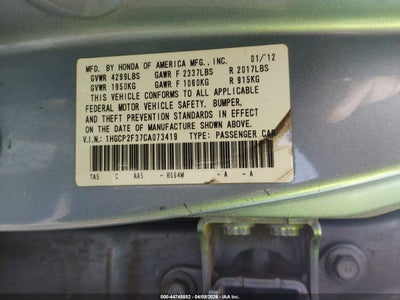 MFD. BY HONDA OF AMERICA MFG., INC. 01/12
GVWR 4299LBS GAWR F 2337LBS R 2017LBS
GVWR 1950KG GAWR F 1060KG R 915KG
THIS VEHICLE CONFORMS TO ALL APPLICABLE
FEDERAL MOTOR VEHICLE SAFETY, BUMPER,
AND THEFT PREVENTION STANDARDS IN EFFECT
ON THE DATE OF MANUFACTURE SHOWN ABOVE.
V.I.N.: 1HGCP2F37CA073419 TYPE: PASSENGER CAR
TA5 C AA5 - B564M - A - A
000-44745852 - 04/09/2026 - IAA Inc.